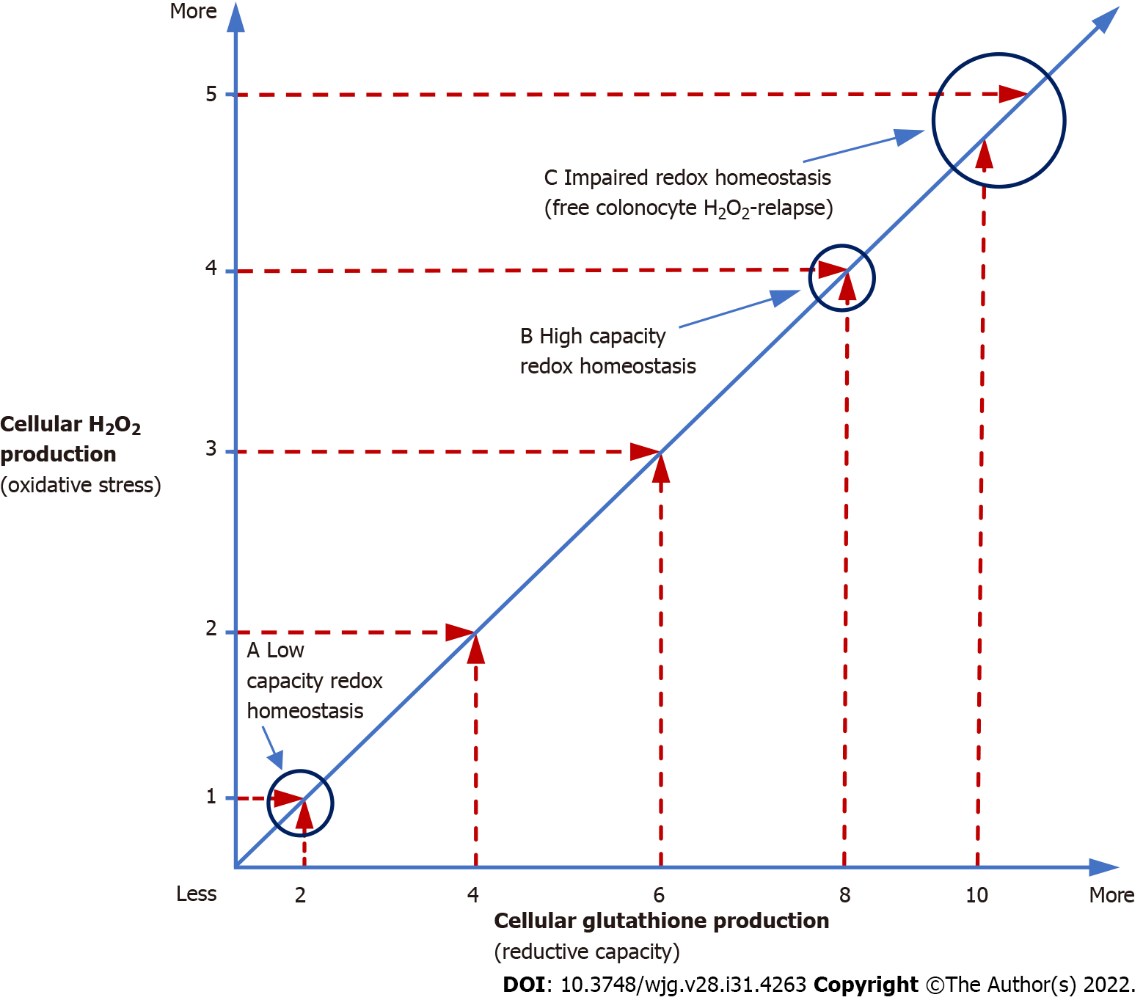 More
5
C Impaired redox homeostasis
(free colonocyte H₂O₂-relapse)
4
B High capacity
redox homeostasis
Cellular H₂O₂
production
(oxidative stress)
3
2
A Low
capacity redox
homeostasis
1
Less 2 4 6 8 10 More
Cellular glutathione production
(reductive capacity)
DOI: 10.3748/wjg.v28.i31.4263 Copyright ©The Author(s) 2022.